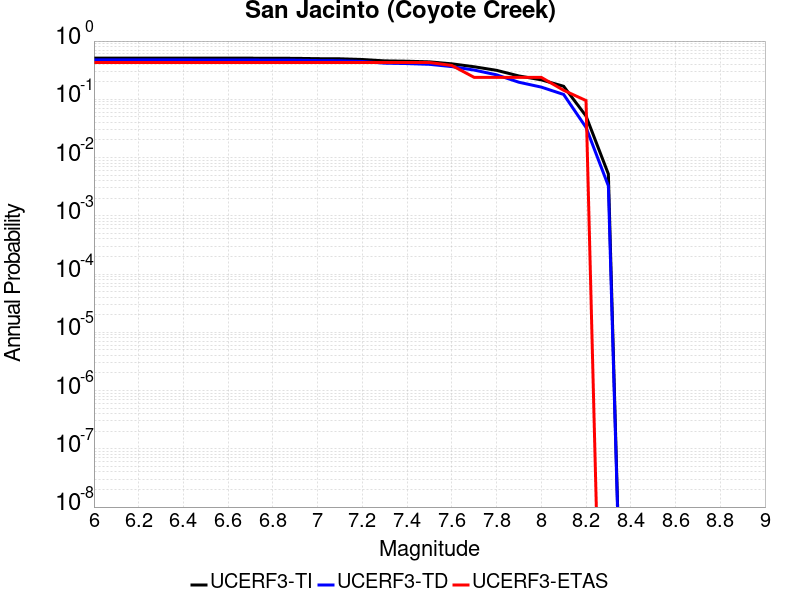 San Jacinto (Coyote Creek)
10^0
10^-1
10^-2
10^-3
10^-4
10^-5
10^-6
10^-7
10^-8
Annual Probability
6 6.2 6.4 6.6 6.8 7 7.2 7.4 7.6 7.8 8 8.2 8.4 8.6 8.8 9
Magnitude
UCERF3-TI UCERF3-TD UCERF3-ETAS